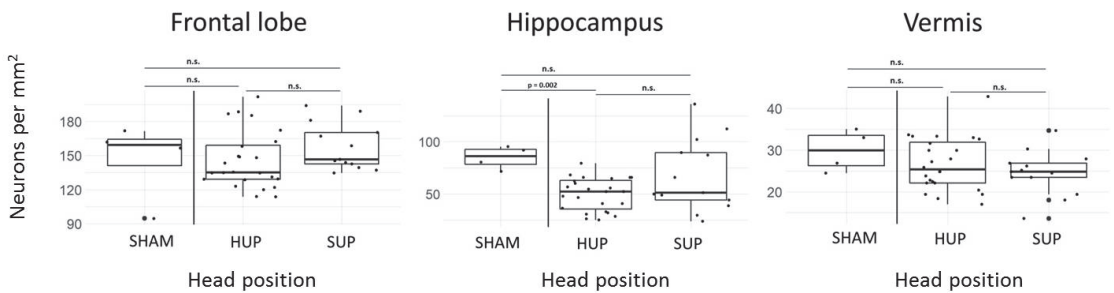 Frontal lobe
Hippocampus
Vermis
Neurons per mm²
n.s.
n.s.
n.s.
180
150
120
90
SHAM
HUP
SUP
Head position
n.s.
p = 0.002
n.s.
100
50
SHAM
HUP
SUP
Head position
n.s.
n.s.
n.s.
40
30
20
SHAM
HUP
SUP
Head position